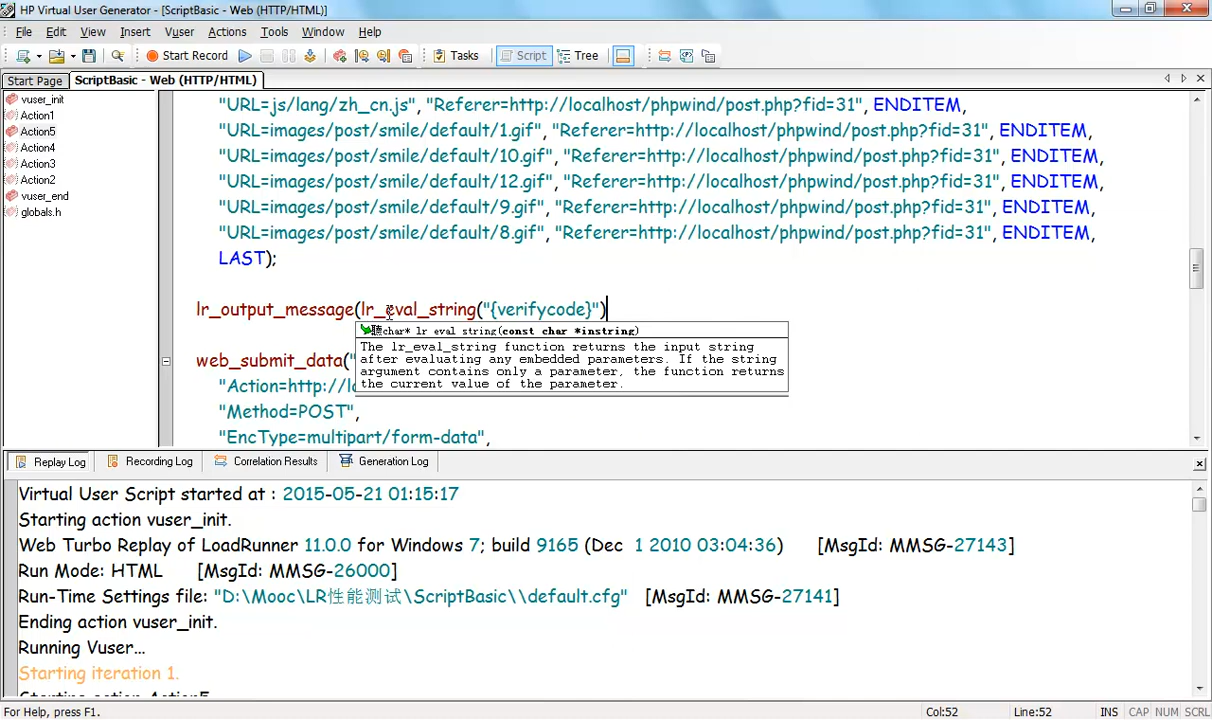 HP Virtual User Generator - [ScriptBasic - Web (HTTP/HTML)]
File Edit View Insert Vuser Actions Tools Window Help
Start Record Tasks Script Tree
Start Page ScriptBasic - Web (HTTP/HTML)
vuser_init
Action1
Action5
Action4
Action3
Action2
vuser_end
globals.h
"URL=js/lang/zh_cn.js", "Referer=http://localhost/phpwind/post.php?fid=31", ENDITEM,
"URL=images/post/smile/default/1.gif", "Referer=http://localhost/phpwind/post.php?fid=31", ENDITEM,
"URL=images/post/smile/default/10.gif", "Referer=http://localhost/phpwind/post.php?fid=31", ENDITEM,
"URL=images/post/smile/default/12.gif", "Referer=http://localhost/phpwind/post.php?fid=31", ENDITEM,
"URL=images/post/smile/default/9.gif", "Referer=http://localhost/phpwind/post.php?fid=31", ENDITEM,
"URL=images/post/smile/default/8.gif", "Referer=http://localhost/phpwind/post.php?fid=31", ENDITEM,
LAST);
lr_output_message(lr_eval_string("{verifycode}")
char* lr_eval_string(const char *instring)
The lr_eval_string function returns the input string
after evaluating any embedded parameters. If the string
argument contains only a parameter, the function returns
the current value of the parameter.
web_submit_data("
"Action=http://l
"Method=POST",
"EncType=multipart/form-data",
Replay Log Recording Log Correlation Results Generation Log
Virtual User Script started at : 2015-05-21 01:15:17
Starting action vuser_init.
Web Turbo Replay of LoadRunner 11.0.0 for Windows 7; build 9165 (Dec 1 2010 03:04:36) [MsgId: MMSG-27143]
Run Mode: HTML [MsgId: MMSG-26000]
Run-Time Settings file: "D:\Mooc\LR性能测试\ScriptBasic\\default.cfg" [MsgId: MMSG-27141]
Ending action vuser_init.
Running Vuser...
Starting iteration 1.
Starting action Action5
For Help, press F1. Col:52 Line:52 INS CAP NUM SCRL